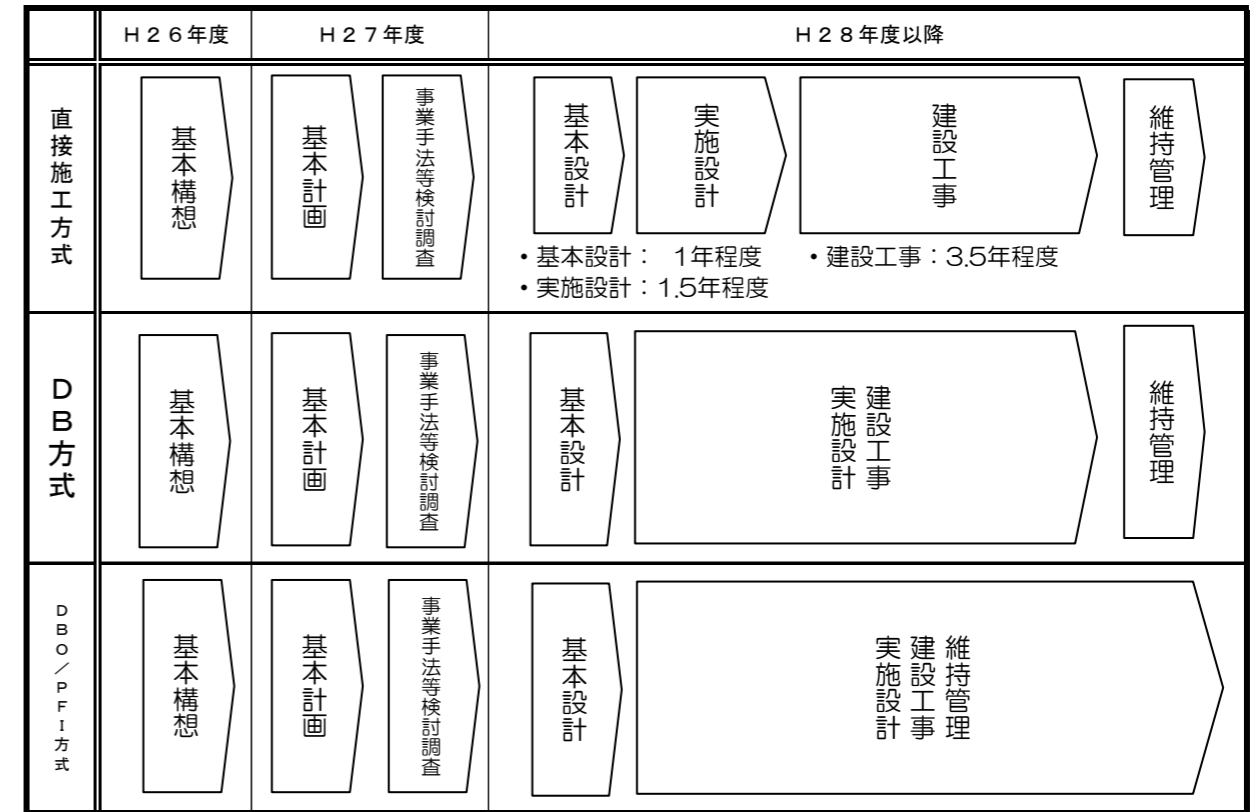 Ｈ２６年度
Ｈ２７年度
Ｈ２８年度以降
直接施工方式
基本構想
基本計画
事業手法等検討調査
基本設計
実施設計
建設工事
維持管理
・基本設計：　１年程度
・建設工事：３.５年程度
・実施設計：１.５年程度
ＤＢ方式
基本構想
基本計画
事業手法等検討調査
基本設計
建設工事
実施設計
維持管理
ＤＢＯ／ＰＦＩ方式
基本構想
基本計画
事業手法等検討調査
基本設計
維持管理
建設工事
実施設計